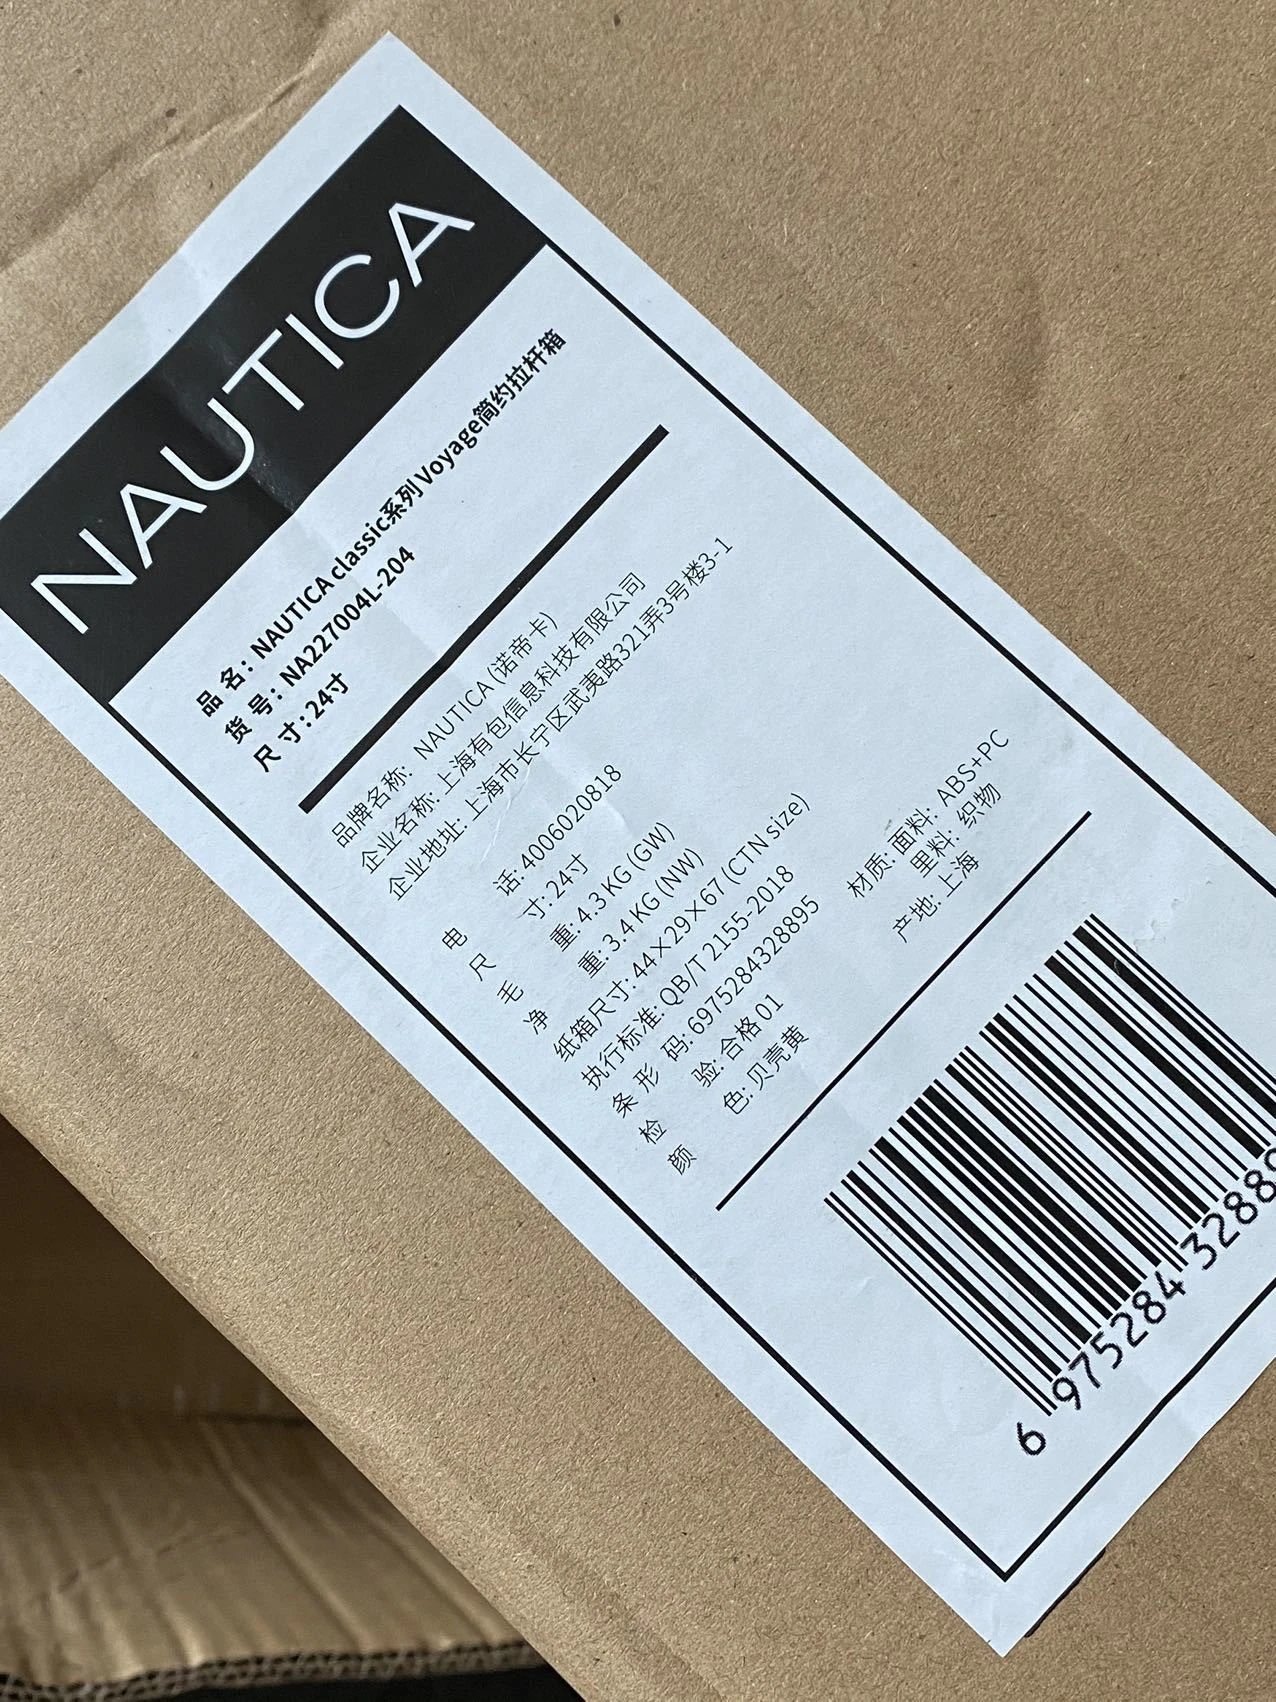 NAUTICA
品 名：NAUTICA classic系列 Voyage简约拉杆箱
货 号：NA227004L-204
尺 寸：24寸
品牌名称: NAUTICA (诺帝卡)
企业名称: 上海有包信息科技有限公司
企业地址: 上海市长宁区武夷路321弄3号楼3-1
电 话: 4006020818
尺 寸: 24寸
毛 重: 4.3 KG (GW)
净 重: 3.4 KG (NW)
纸箱尺寸: 44×29×67 (CTN size)
执行标准: QB/T 2155-2018
条 形 码: 6975284328895
检 验: 合格 01
颜 色: 贝壳黄
材质: 面料: ABS+PC
里料: 织物
产地: 上海
6 975284 32889